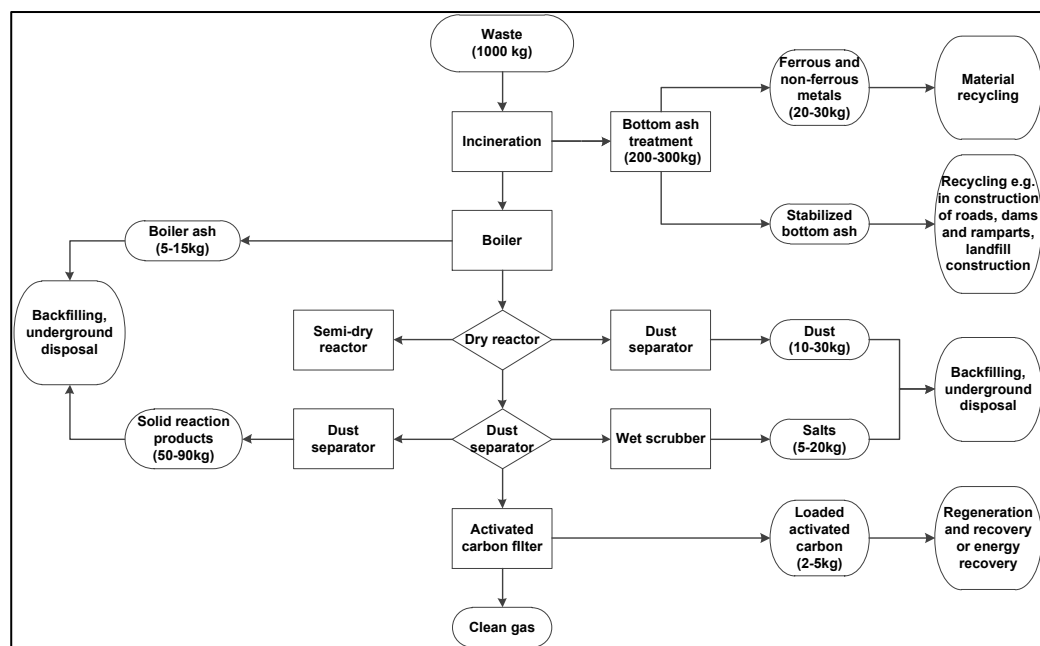 Waste
(1000 kg)
Ferrous and
non-ferrous
metals
(20-30kg)
Material
recycling
Incineration
Bottom ash
treatment
(200-300kg)
Recycling e.g.
in construction
of roads, dams
and ramparts,
landfill
construction
Stabilized
bottom ash
Boiler ash
(5-15kg)
Boiler
Backfilling,
underground
disposal
Semi-dry
reactor
Dry reactor
Dust
separator
Dust
(10-30kg)
Backfilling,
underground
disposal
Solid reaction
products
(50-90kg)
Dust
separator
Dust
separator
Wet scrubber
Salts
(5-20kg)
Activated
carbon fIlter
Loaded
activated
carbon
(2-5kg)
Regeneration
and recovery
or energy
recovery
Clean gas